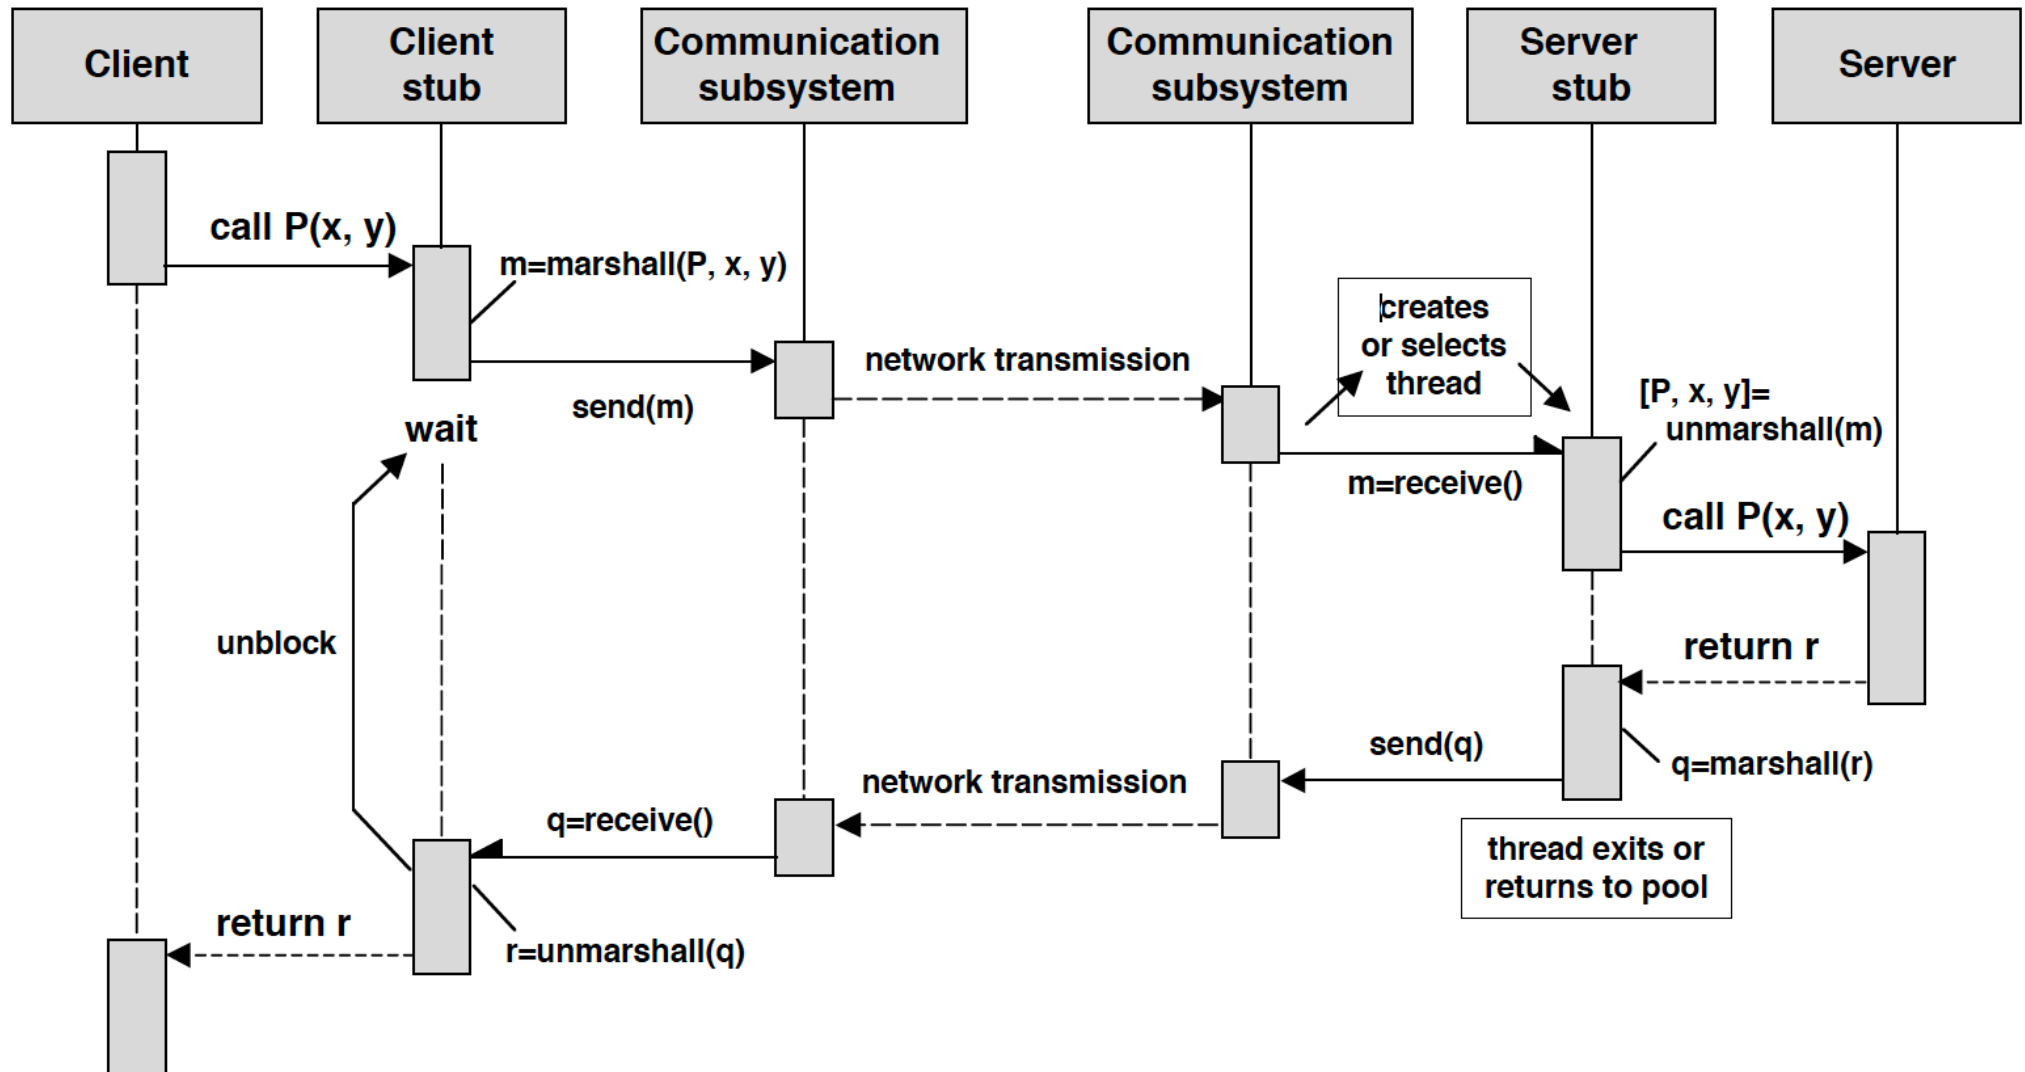 Client
Client
stub
Communication
subsystem
Communication
subsystem
Server
stub
Server
call P(x, y)
m=marshall(P, x, y)
send(m)
network transmission
creates
or selects
thread
m=receive()
[P, x, y]=
unmarshall(m)
call P(x, y)
wait
unblock
return r
q=marshall(r)
send(q)
network transmission
thread exits or
returns to pool
q=receive()
r=unmarshall(q)
return r